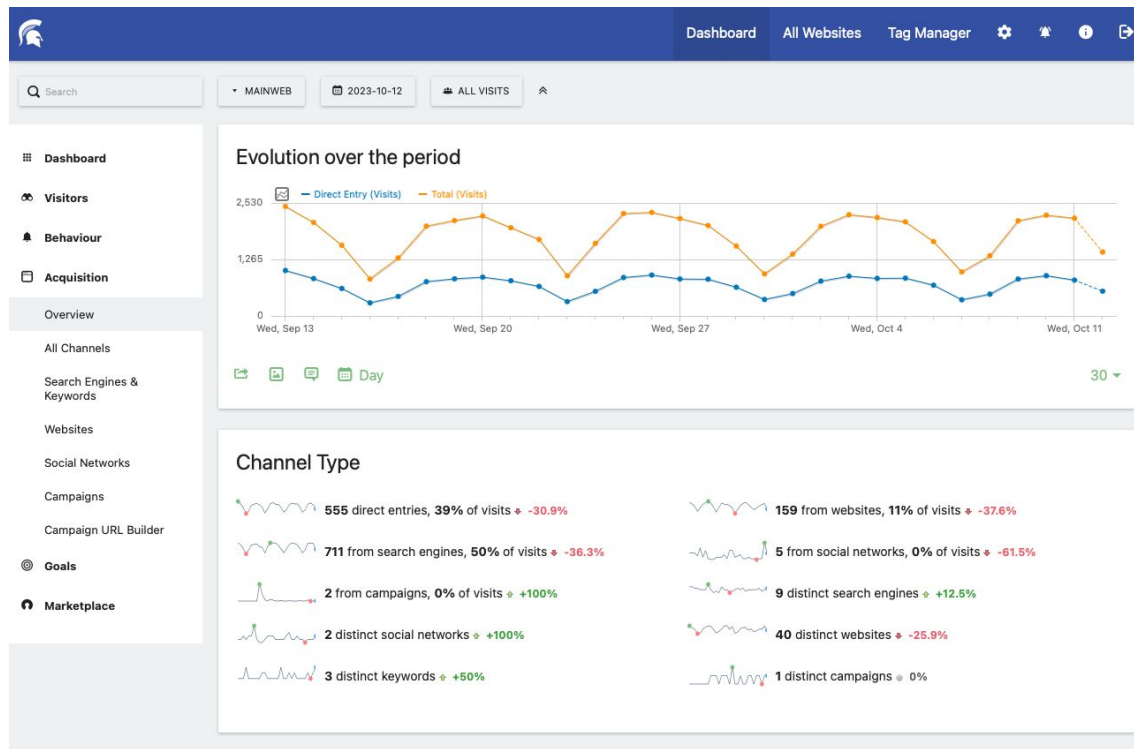 Dashboard All Websites Tag Manager
Search
MAINWEB 2023-10-12 ALL VISITS
Dashboard
Visitors
Behaviour
Acquisition
Overview
All Channels
Search Engines &
Keywords
Websites
Social Networks
Campaigns
Campaign URL Builder
Goals
Marketplace
Evolution over the period
Direct Entry (Visits) Total (Visits)
2,530
1,265
0
Wed, Sep 13 Wed, Sep 20 Wed, Sep 27 Wed, Oct 4 Wed, Oct 11
Day 30
Channel Type
555 direct entries, 39% of visits -30.9%
159 from websites, 11% of visits -37.6%
711 from search engines, 50% of visits -36.3%
5 from social networks, 0% of visits -61.5%
2 from campaigns, 0% of visits +100%
9 distinct search engines +12.5%
2 distinct social networks +100%
40 distinct websites -25.9%
3 distinct keywords +50%
1 distinct campaigns 0%